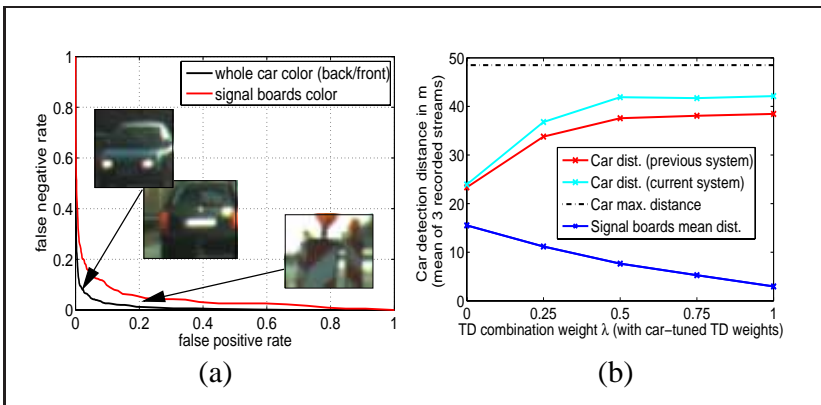 1
0.8
0.6
0.4
0.2
0
0
0.2
0.4
0.6
0.8
1
false negative rate
false positive rate
whole car color (back/front)
signal boards color
(a)
50
40
30
20
10
0
0
0.25
0.5
0.75
1
Car detection distance in m
(mean of 3 recorded streams)
TD combination weight λ (with car−tuned TD weights)
Car dist. (previous system)
Car dist. (current system)
Car max. distance
Signal boards mean dist.
(b)